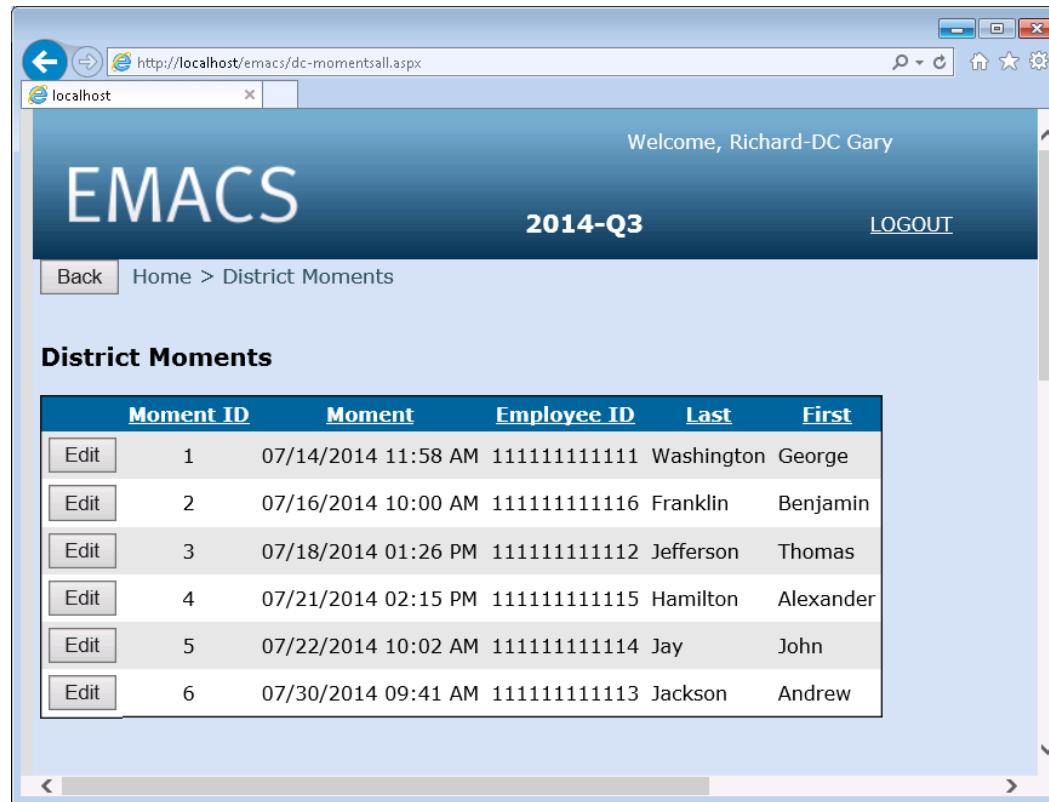 http://localhost/emacs/dc-momentsall.aspx
localhost
Welcome, Richard-DC Gary
EMACS
2014-Q3 LOGOUT
Back Home > District Moments
District Moments
Moment ID Moment Employee ID Last First
Edit 1 07/14/2014 11:58 AM 111111111111 Washington George
Edit 2 07/16/2014 10:00 AM 111111111116 Franklin Benjamin
Edit 3 07/18/2014 01:26 PM 111111111112 Jefferson Thomas
Edit 4 07/21/2014 02:15 PM 111111111115 Hamilton Alexander
Edit 5 07/22/2014 10:02 AM 111111111114 Jay John
Edit 6 07/30/2014 09:41 AM 111111111113 Jackson Andrew